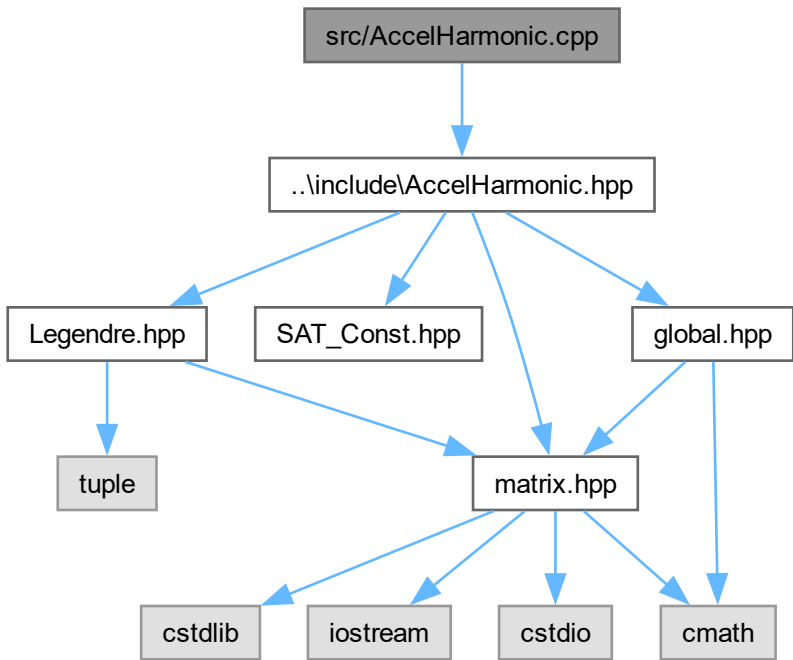 src/AccelHarmonic.cpp
..\include\AccelHarmonic.hpp
Legendre.hpp
SAT_Const.hpp
global.hpp
tuple
matrix.hpp
cstdlib
iostream
cstdio
cmath